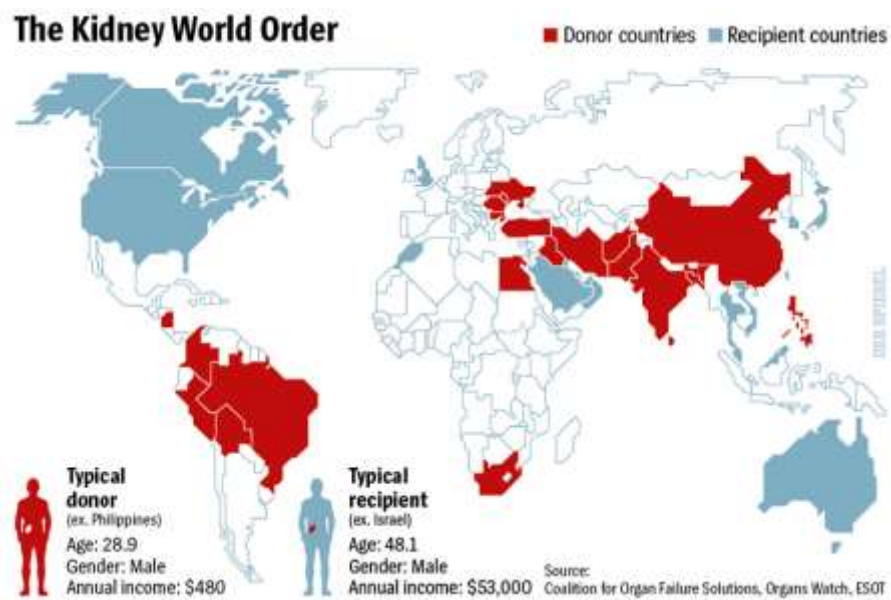 The Kidney World Order
Donor countries
Recipient countries
Typical
donor
(ex. Philippines)
Age: 28.9
Gender: Male
Annual income: $480
Typical
recipient
(ex. Israel)
Age: 48.1
Gender: Male
Annual income: $53,000
Source:
Coalition for Organ Failure Solutions, Organs Watch, ESOT
DER SPIEGEL